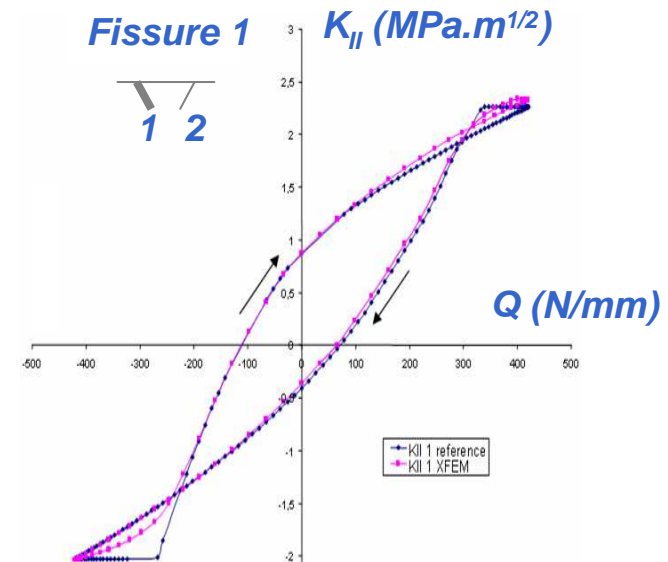 Fissure 1
K_II (MPa.m^1/2)
1 2
3
2,5
2
1,5
1
0,5
0
-0,5
-1
-1,5
-2
-500 -400 -300 -200 -100 0 100 200 300 400 500
Q (N/mm)
KII 1 reference
KII 1 XFEM